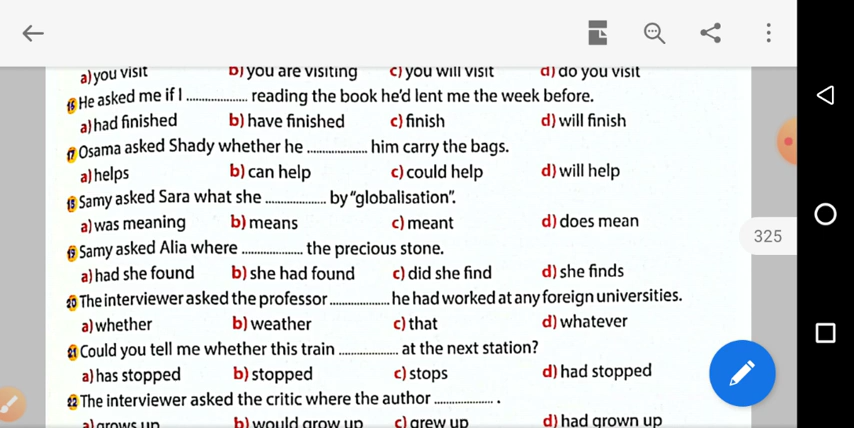 a) you visit b) you are visiting c) you will visit d) do you visit
16 He asked me if I .................... reading the book he'd lent me the week before.
a) had finished b) have finished c) finish d) will finish
17 Osama asked Shady whether he .................... him carry the bags.
a) helps b) can help c) could help d) will help
18 Samy asked Sara what she .................... by "globalisation".
a) was meaning b) means c) meant d) does mean
19 Samy asked Alia where .................... the precious stone.
a) had she found b) she had found c) did she find d) she finds
325
20 The interviewer asked the professor .................... he had worked at any foreign universities.
a) whether b) weather c) that d) whatever
21 Could you tell me whether this train .................... at the next station?
a) has stopped b) stopped c) stops d) had stopped
22 The interviewer asked the critic where the author .................... .
a) grows up b) would grow up c) grew up d) had grown up